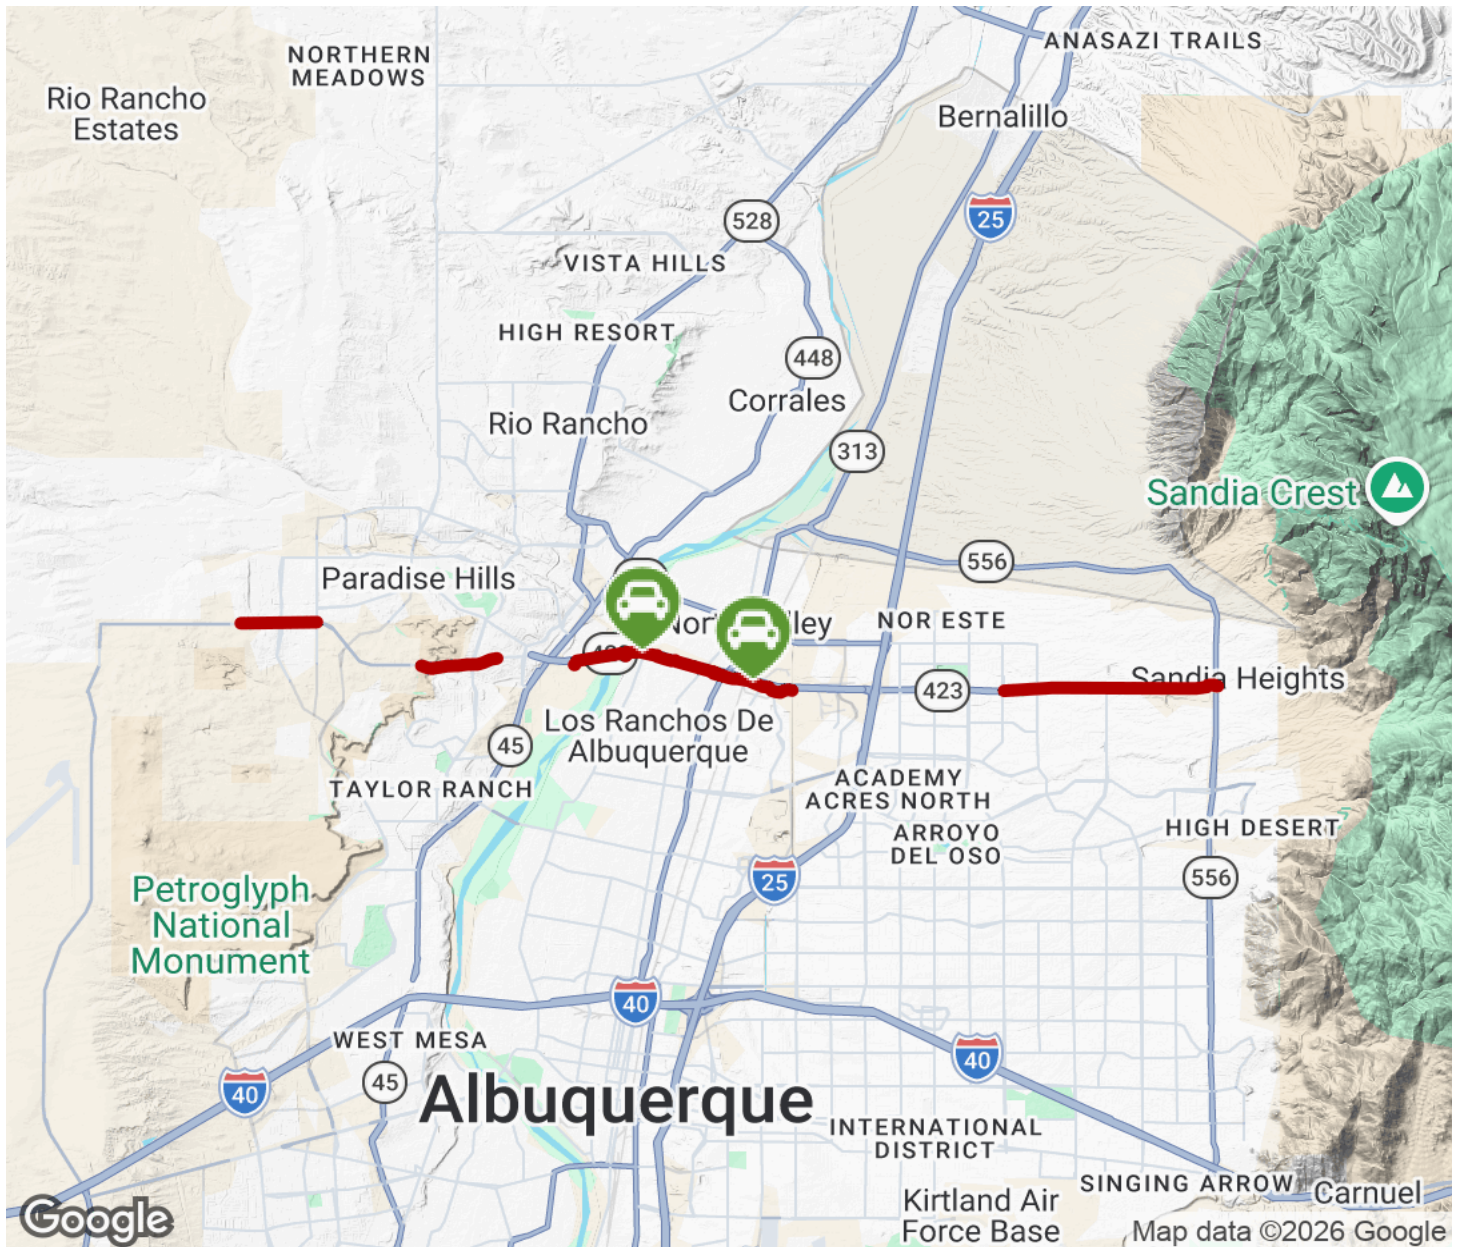 NORTHERN
MEADOWS
ANASAZI TRAILS
Rio Rancho
Estates
Bernalillo
528
25
VISTA HILLS
HIGH RESORT
448
Corrales
Rio Rancho
313
Sandia Crest
556
Paradise Hills
NOR ESTE
Sandia Heights
423
Los Ranchos De
Albuquerque
45
TAYLOR RANCH
ACADEMY
ACRES NORTH
ARROYO
DEL OSO
HIGH DESERT
25
556
Petroglyph
National
Monument
40
WEST MESA
40
45
40
Albuquerque
INTERNATIONAL
DISTRICT
SINGING ARROW
Carnuel
Kirtland Air
Force Base
Google
Map data ©2026 Google